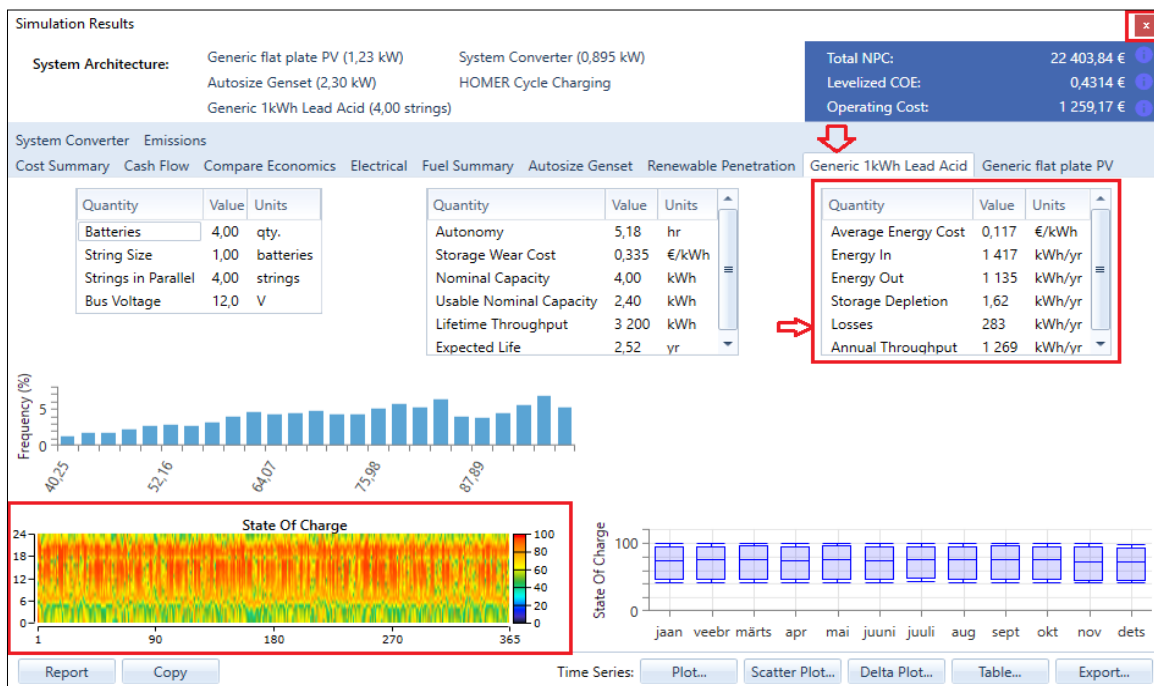 Simulation Results
x
System Architecture:
Generic flat plate PV (1,23 kW)
Autosize Genset (2,30 kW)
Generic 1kWh Lead Acid (4,00 strings)
System Converter (0,895 kW)
HOMER Cycle Charging
Total NPC: 22 403,84 €
Levelized COE: 0,4314 €
Operating Cost: 1 259,17 €
System Converter Emissions
Cost Summary Cash Flow Compare Economics Electrical Fuel Summary Autosize Genset Renewable Penetration Generic 1kWh Lead Acid Generic flat plate PV
Quantity Value Units
Batteries 4,00 qty.
String Size 1,00 batteries
Strings in Parallel 4,00 strings
Bus Voltage 12,0 V
Quantity Value Units
Autonomy 5,18 hr
Storage Wear Cost 0,335 €/kWh
Nominal Capacity 4,00 kWh
Usable Nominal Capacity 2,40 kWh
Lifetime Throughput 3 200 kWh
Expected Life 2,52 yr
Quantity Value Units
Average Energy Cost 0,117 €/kWh
Energy In 1 417 kWh/yr
Energy Out 1 135 kWh/yr
Storage Depletion 1,62 kWh/yr
Losses 283 kWh/yr
Annual Throughput 1 269 kWh/yr
Frequency (%)
5
0
40,25 52,16 64,07 75,98 87,89
State Of Charge
24
18
12
6
0
1 90 180 270 365
100
80
60
40
20
0
State Of Charge
100
0
jaan veebr märts apr mai juuni juuli aug sept okt nov dets
Report Copy Time Series: Plot... Scatter Plot... Delta Plot... Table... Export...